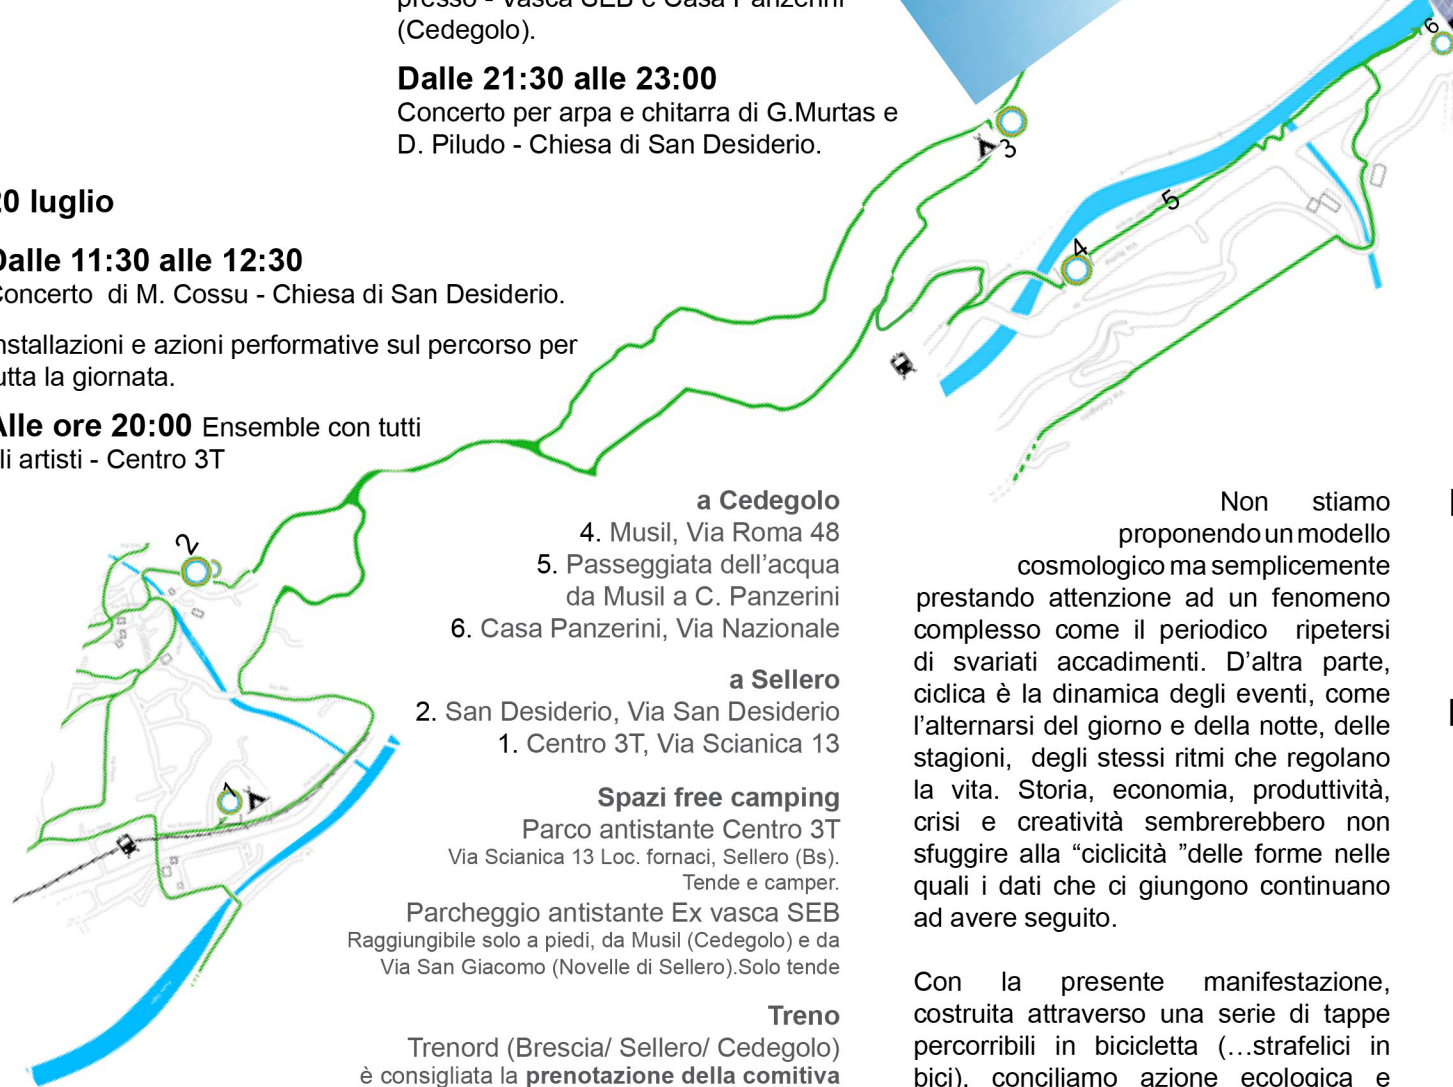 presso - Vasca SEB e Casa Panzerini
(Cedegolo).
Dalle 21:30 alle 23:00
Concerto per arpa e chitarra di G.Murtas e
D. Piludo - Chiesa di San Desiderio.
20 luglio
Dalle 11:30 alle 12:30
Concerto di M. Cossu - Chiesa di San Desiderio.
nstallazioni e azioni performative sul percorso per
utta la giornata.
Alle ore 20:00 Ensemble con tutti
li artisti - Centro 3T
6
3
5
4
2
1
a Cedegolo
4. Musil, Via Roma 48
5. Passeggiata dell’acqua
da Musil a C. Panzerini
6. Casa Panzerini, Via Nazionale
a Sellero
2. San Desiderio, Via San Desiderio
1. Centro 3T, Via Scianica 13
Spazi free camping
Parco antistante Centro 3T
Via Scianica 13 Loc. fornaci, Sellero (Bs).
Tende e camper.
Parcheggio antistante Ex vasca SEB
Raggiungibile solo a piedi, da Musil (Cedegolo) e da
Via San Giacomo (Novelle di Sellero).Solo tende
Treno
Trenord (Brescia/ Sellero/ Cedegolo)
è consigliata la prenotazione della comitiva
Non stiamo
proponendo un modello
cosmologico ma semplicemente
prestando attenzione ad un fenomeno
complesso come il periodico ripetersi
di svariati accadimenti. D’altra parte,
ciclica è la dinamica degli eventi, come
l’alternarsi del giorno e della notte, delle
stagioni, degli stessi ritmi che regolano
la vita. Storia, economia, produttività,
crisi e creatività sembrerebbero non
sfuggire alla “ciclicità ”delle forme nelle
quali i dati che ci giungono continuano
ad avere seguito.
Con la presente manifestazione,
costruita attraverso una serie di tappe
percorribili in bicicletta (…strafelici in
bici), conciliamo azione ecologica e